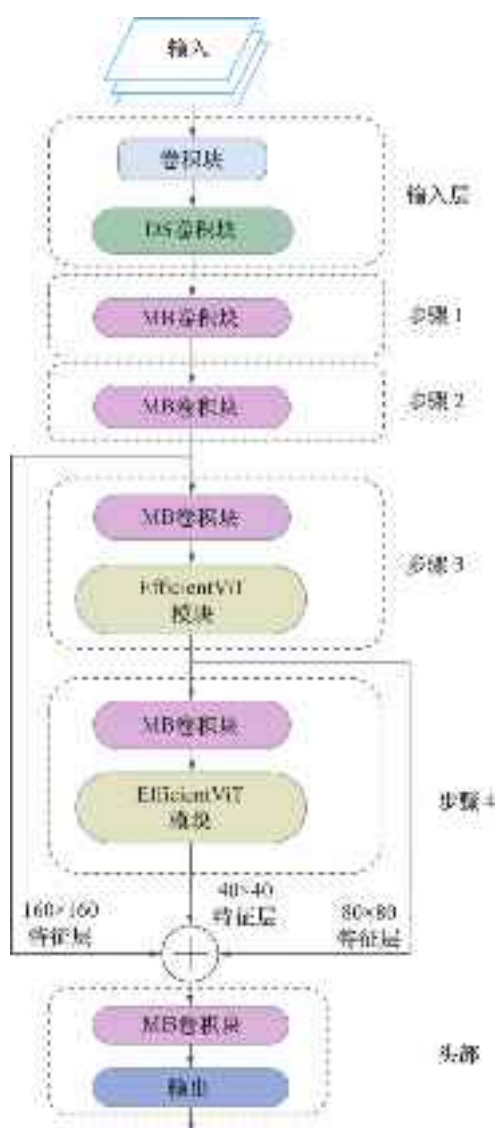 输入
卷积块
DS卷积块
输入层
MB卷积块
步骤1
MB卷积块
步骤2
MB卷积块
EfficientViT
模块
步骤3
MB卷积块
EfficientViT
模块
步骤4
160×160
特征层
40×40
特征层
80×80
特征层
MB卷积块
输出
头部